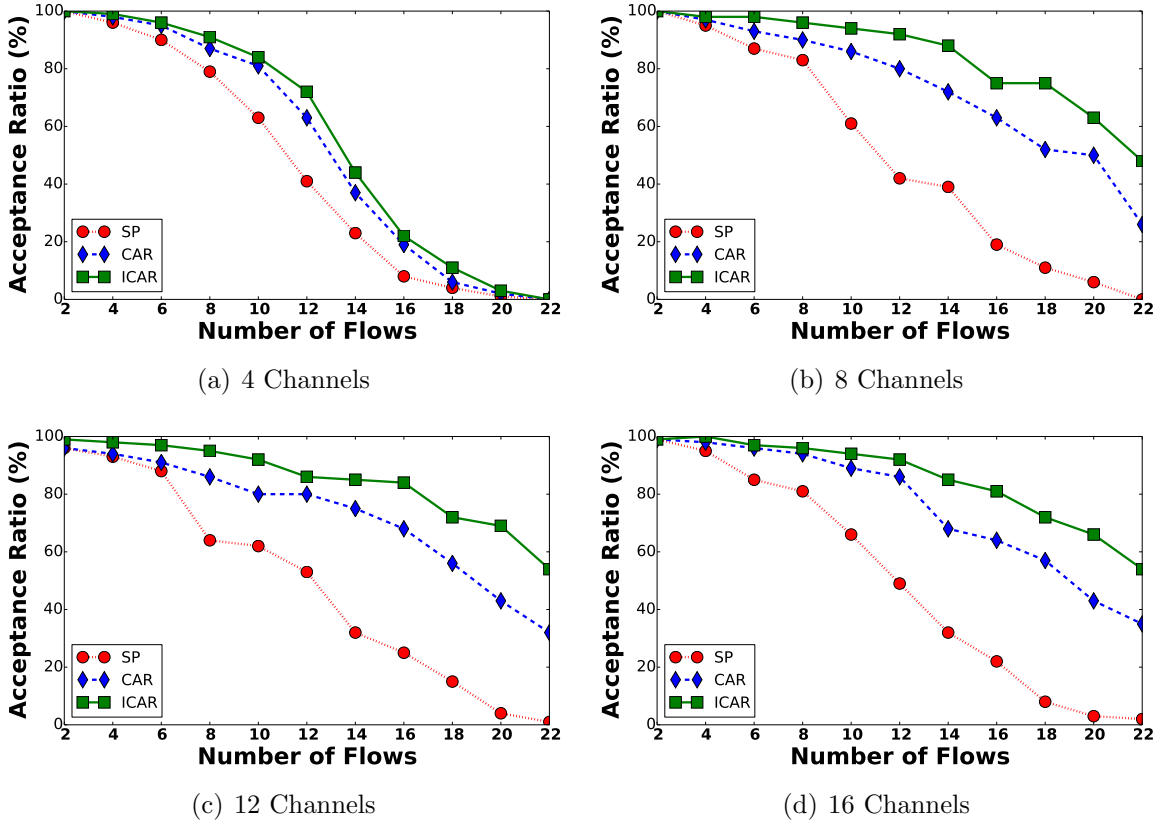 Acceptance Ratio (%)
100
80
60
40
20
0
SP
CAR
ICAR
2 4 6 8 10 12 14 16 18 20 22
Number of Flows
(a) 4 Channels
Acceptance Ratio (%)
100
80
60
40
20
0
SP
CAR
ICAR
2 4 6 8 10 12 14 16 18 20 22
Number of Flows
(b) 8 Channels
Acceptance Ratio (%)
100
80
60
40
20
0
SP
CAR
ICAR
2 4 6 8 10 12 14 16 18 20 22
Number of Flows
(c) 12 Channels
Acceptance Ratio (%)
100
80
60
40
20
0
SP
CAR
ICAR
2 4 6 8 10 12 14 16 18 20 22
Number of Flows
(d) 16 Channels